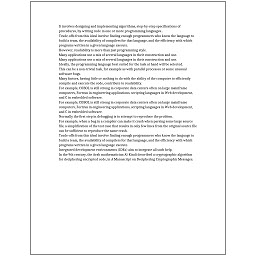 It involves designing and implementing algorithms, step-by-step specifications of
procedures, by writing code in one or more programming languages.
Trade-offs from this ideal involve finding enough programmers who know the language to
build a team, the availability of compilers for that language, and the efficiency with which
programs written in a given language execute.
However, readability is more than just programming style.
Many applications use a mix of several languages in their construction and use.
Many applications use a mix of several languages in their construction and use.
Ideally, the programming language best suited for the task at hand will be selected.
This can be a non-trivial task, for example as with parallel processes or some unusual
software bugs.
Many factors, having little or nothing to do with the ability of the computer to efficiently
compile and execute the code, contribute to readability.
For example, COBOL is still strong in corporate data centers often on large mainframe
computers, Fortran in engineering applications, scripting languages in Web development,
and C in embedded software.
For example, COBOL is still strong in corporate data centers often on large mainframe
computers, Fortran in engineering applications, scripting languages in Web development,
and C in embedded software.
Normally the first step in debugging is to attempt to reproduce the problem.
For example, when a bug in a compiler can make it crash when parsing some large source
file, a simplification of the test case that results in only few lines from the original source file
can be sufficient to reproduce the same crash.
Trade-offs from this ideal involve finding enough programmers who know the language to
build a team, the availability of compilers for that language, and the efficiency with which
programs written in a given language execute.
Integrated development environments (IDEs) aim to integrate all such help.
In the 9th century, the Arab mathematician Al-Kindi described a cryptographic algorithm
for deciphering encrypted code, in A Manuscript on Deciphering Cryptographic Messages.